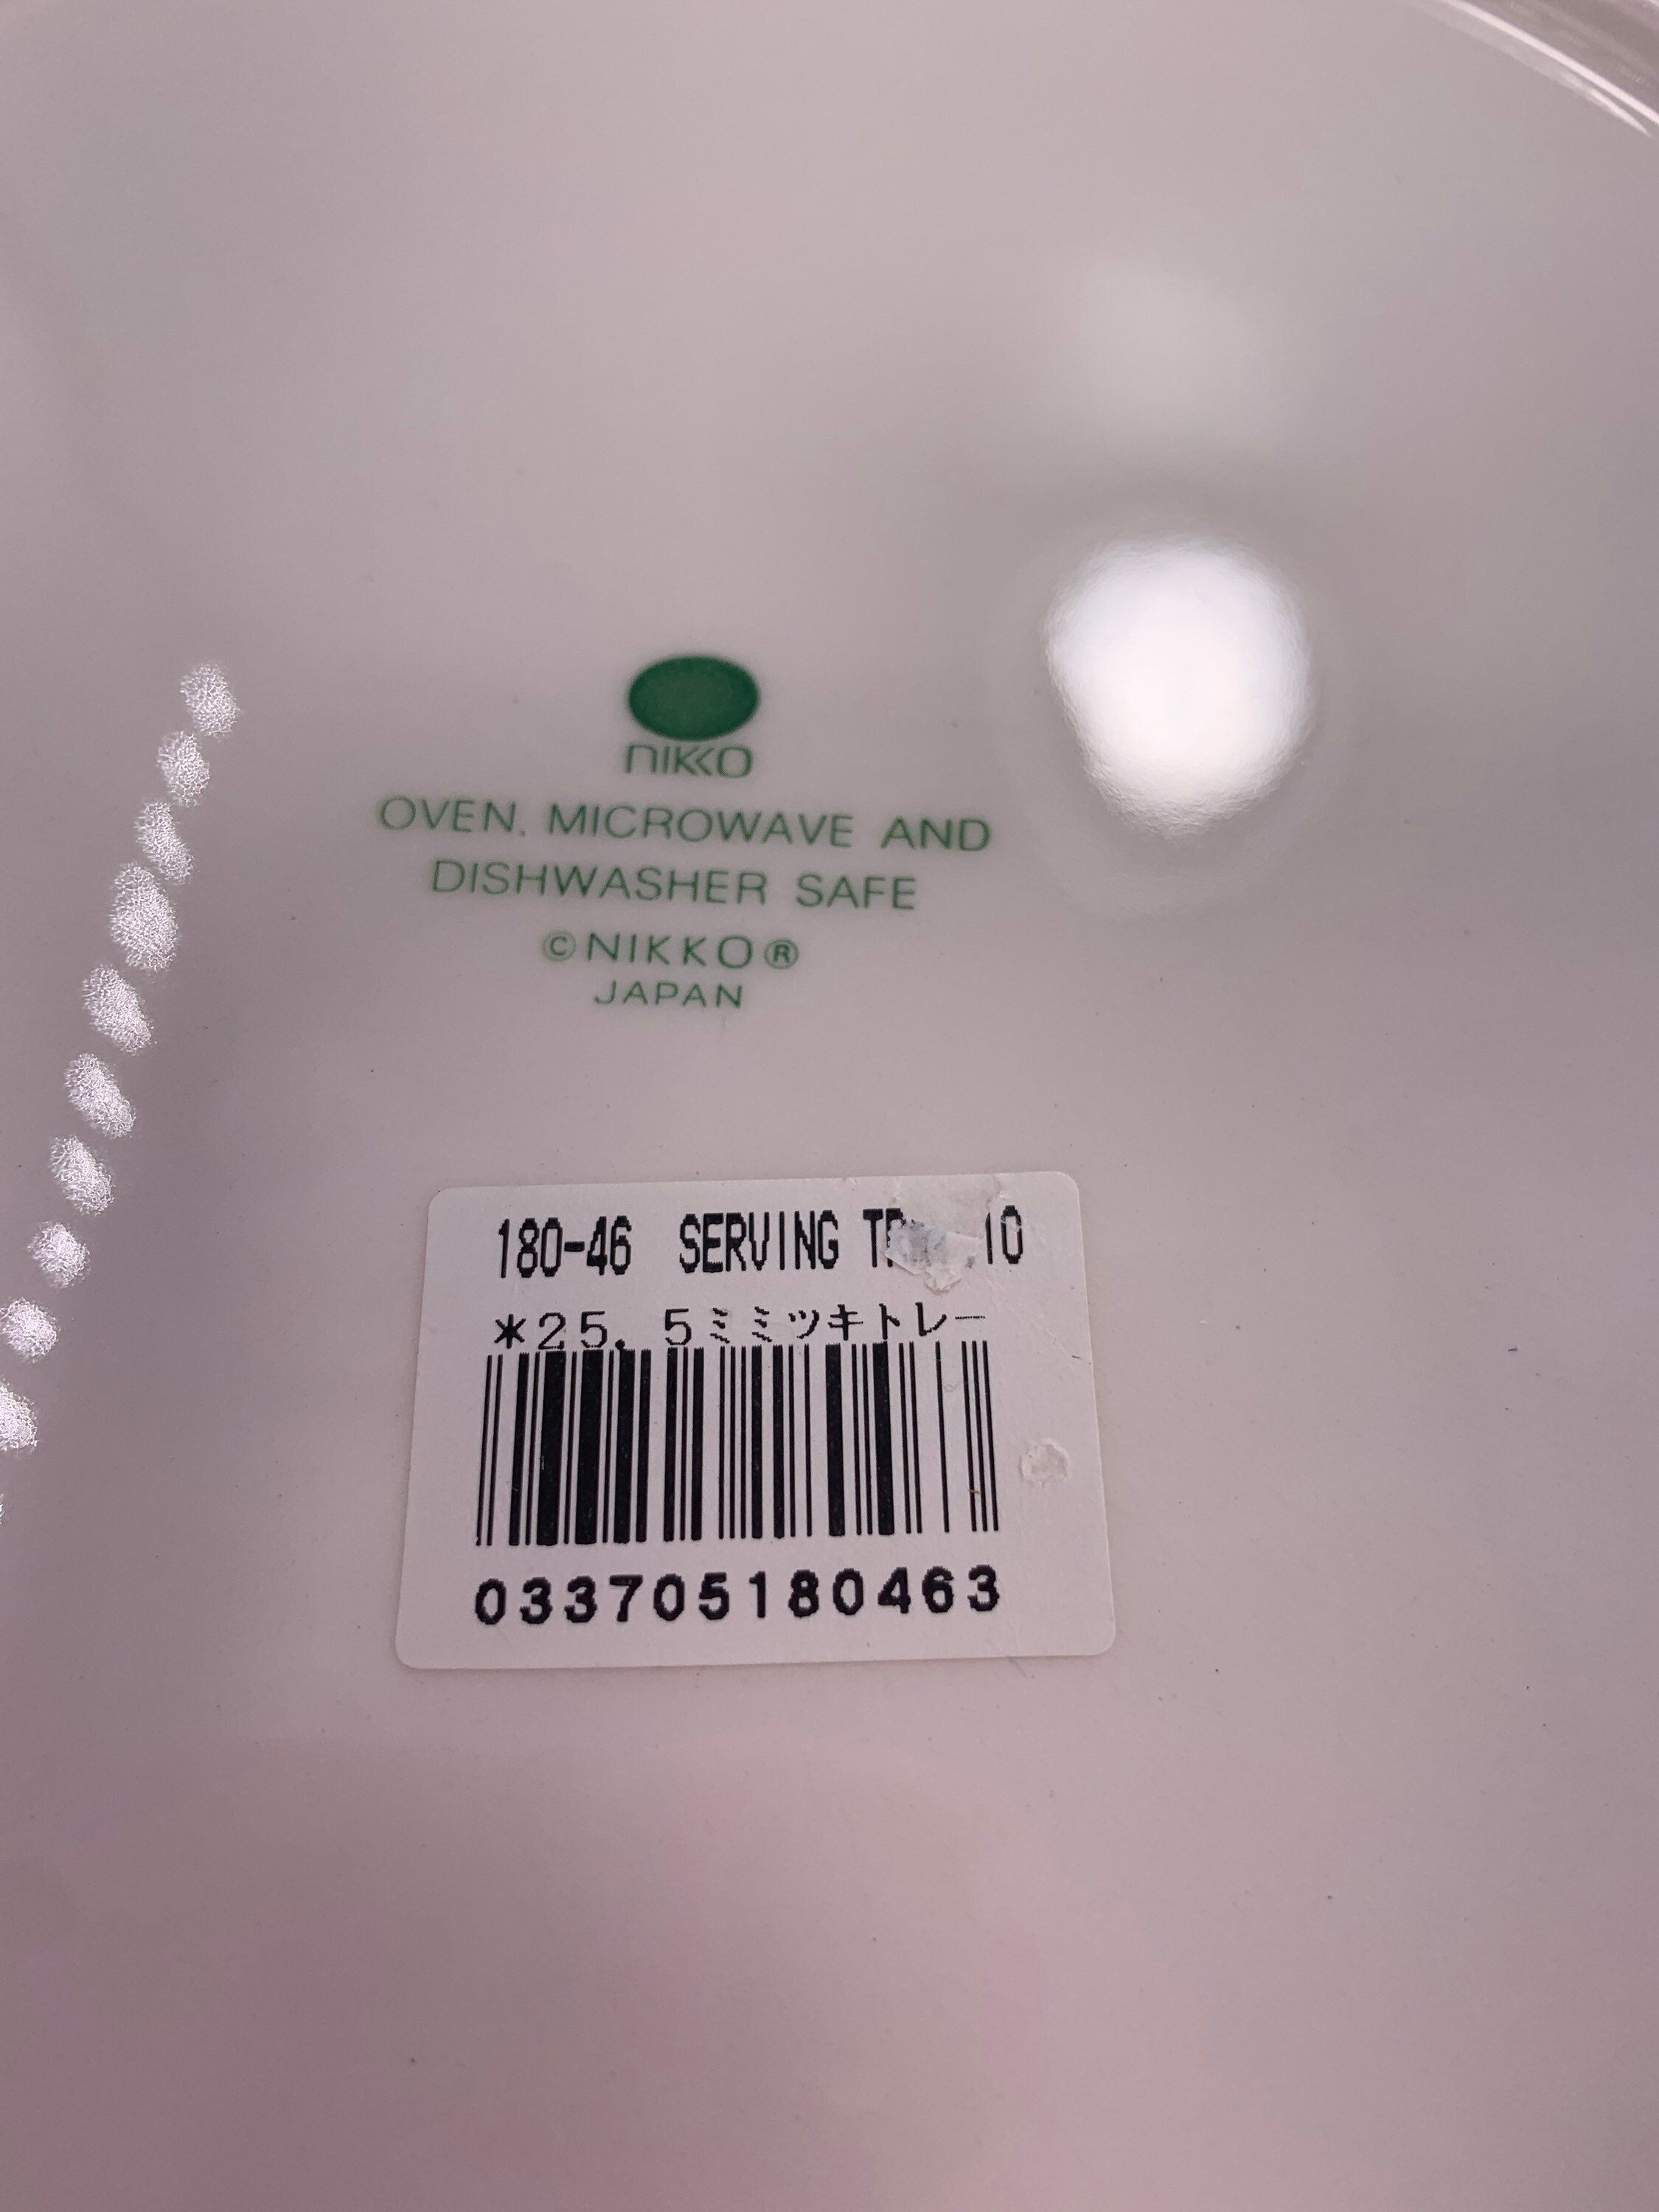 nikko
OVEN, MICROWAVE AND
DISHWASHER SAFE
©NIKKO®
JAPAN
180-46 SERVING 10
*25.5ミミツキトレー
033705180463